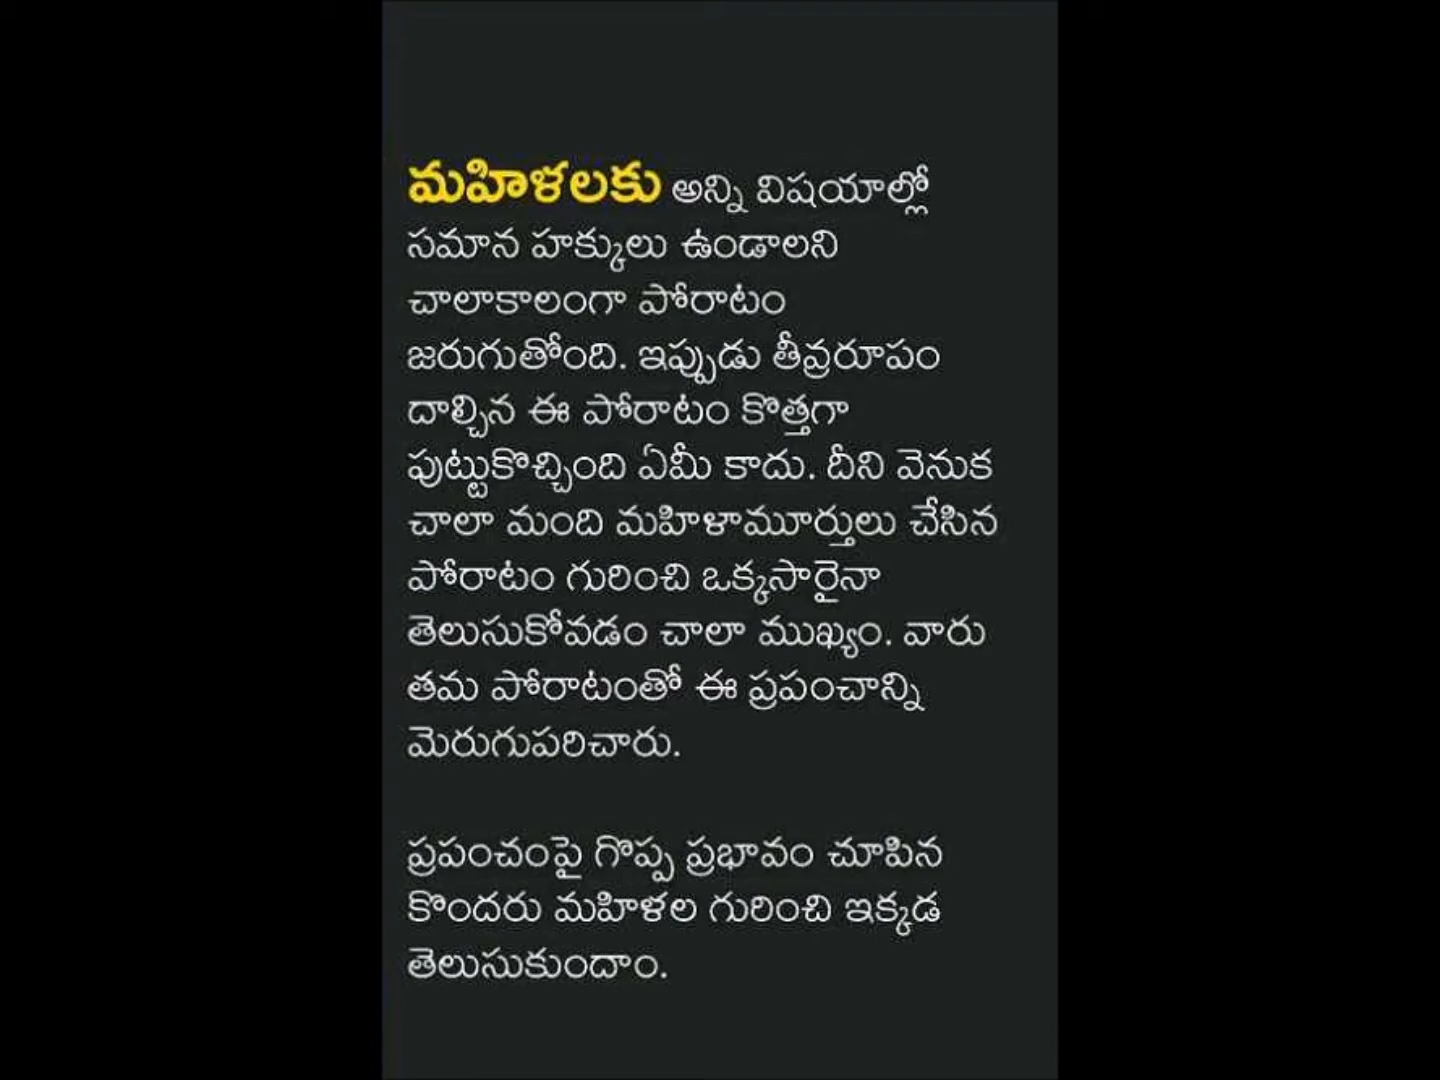 మహిళలకు అన్ని విషయాల్లో
సమాన హక్కులు ఉండాలని
చాలాకాలంగా పోరాటం
జరుగుతోంది. ఇప్పుడు తీవ్రరూపం
దాల్చిన ఈ పోరాటం కొత్తగా
పుట్టుకొచ్చింది ఏమీ కాదు. దీని వెనుక
చాలా మంది మహిళామూర్తులు చేసిన
పోరాటం గురించి ఒక్కసారైనా
తెలుసుకోవడం చాలా ముఖ్యం. వారు
తమ పోరాటంతో ఈ ప్రపంచాన్ని
మెరుగుపరిచారు.
ప్రపంచంపై గొప్ప ప్రభావం చూపిన
కొందరు మహిళల గురించి ఇక్కడ
తెలుసుకుందాం.